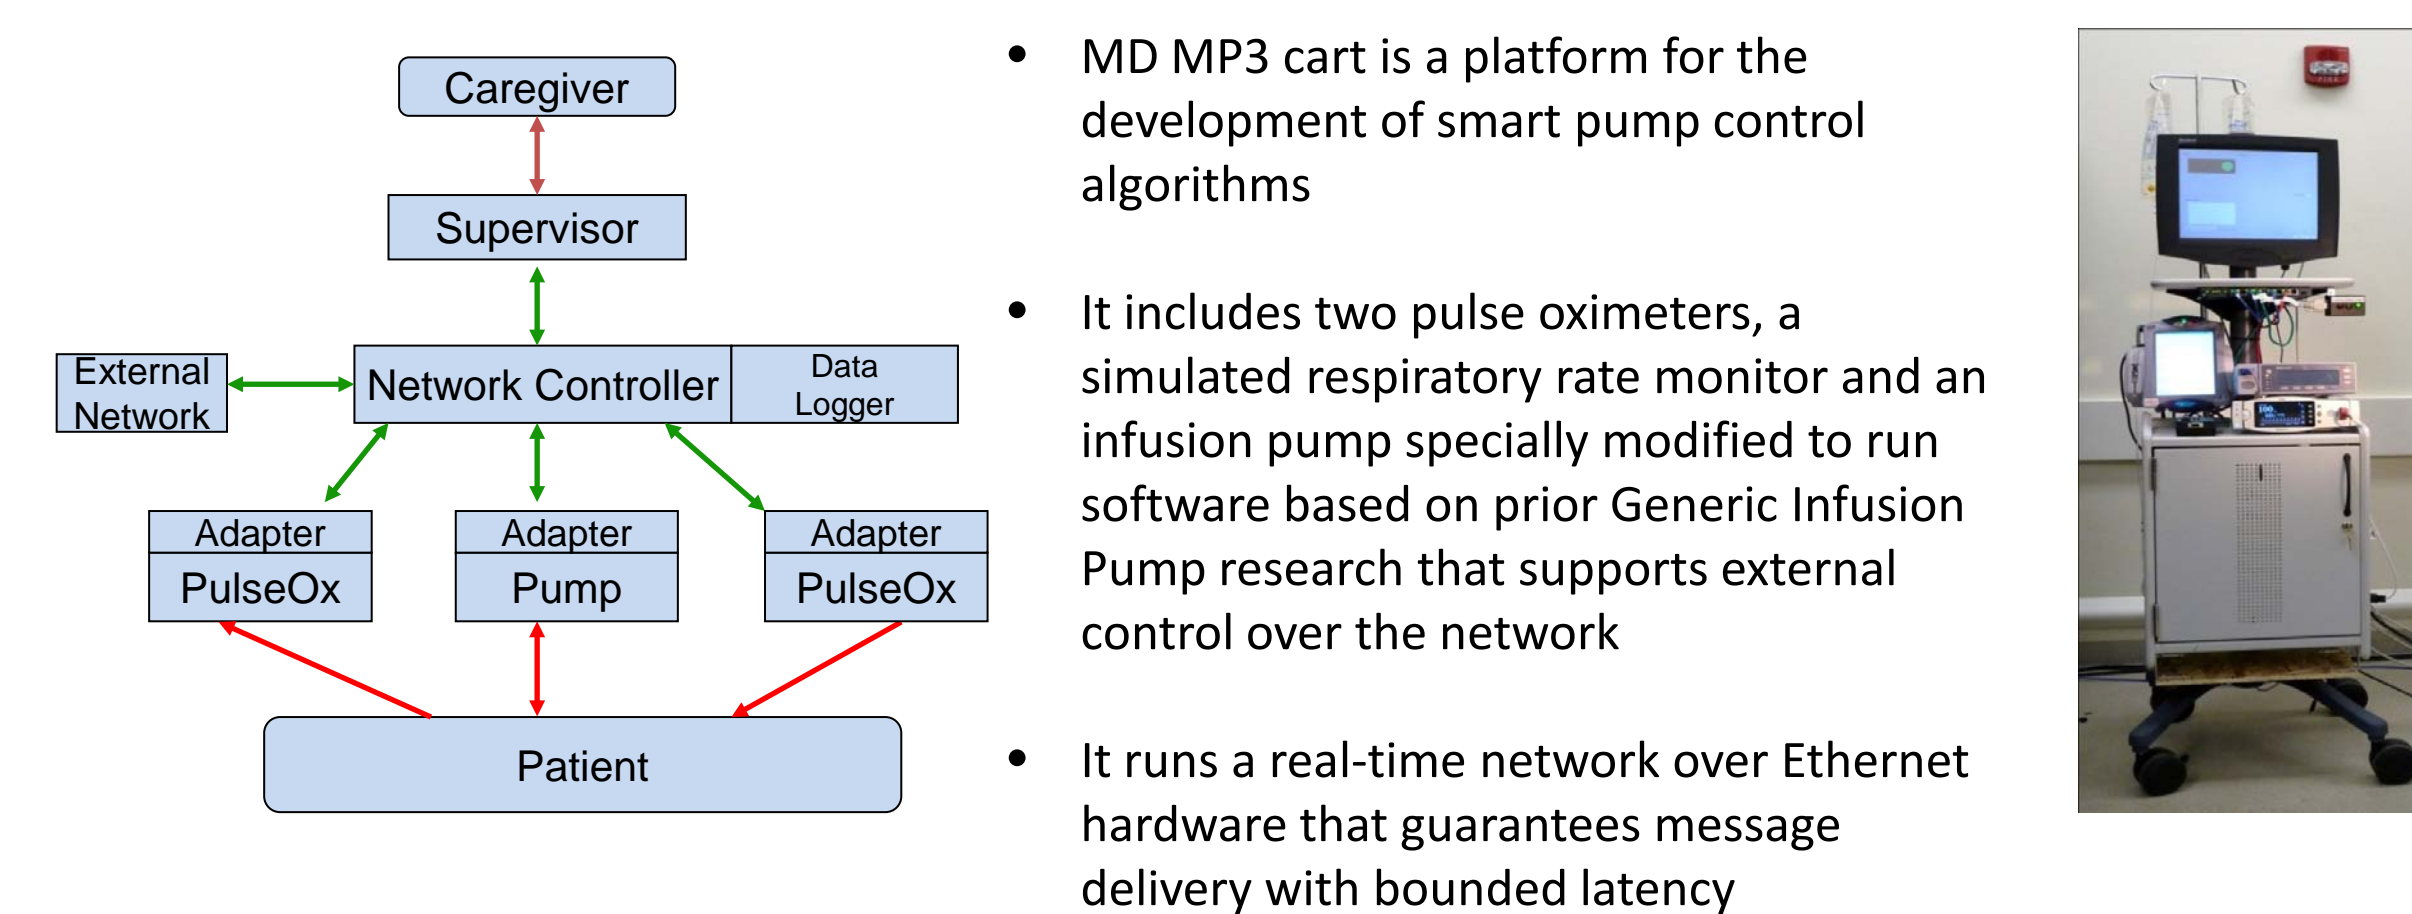 Caregiver
Supervisor
External
Network
Network Controller
Data
Logger
Adapter
PulseOx
Adapter
Pump
Adapter
PulseOx
Patient
• MD MP3 cart is a platform for the
development of smart pump control
algorithms
• It includes two pulse oximeters, a
simulated respiratory rate monitor and an
infusion pump specially modified to run
software based on prior Generic Infusion
Pump research that supports external
control over the network
• It runs a real-time network over Ethernet
hardware that guarantees message
delivery with bounded latency